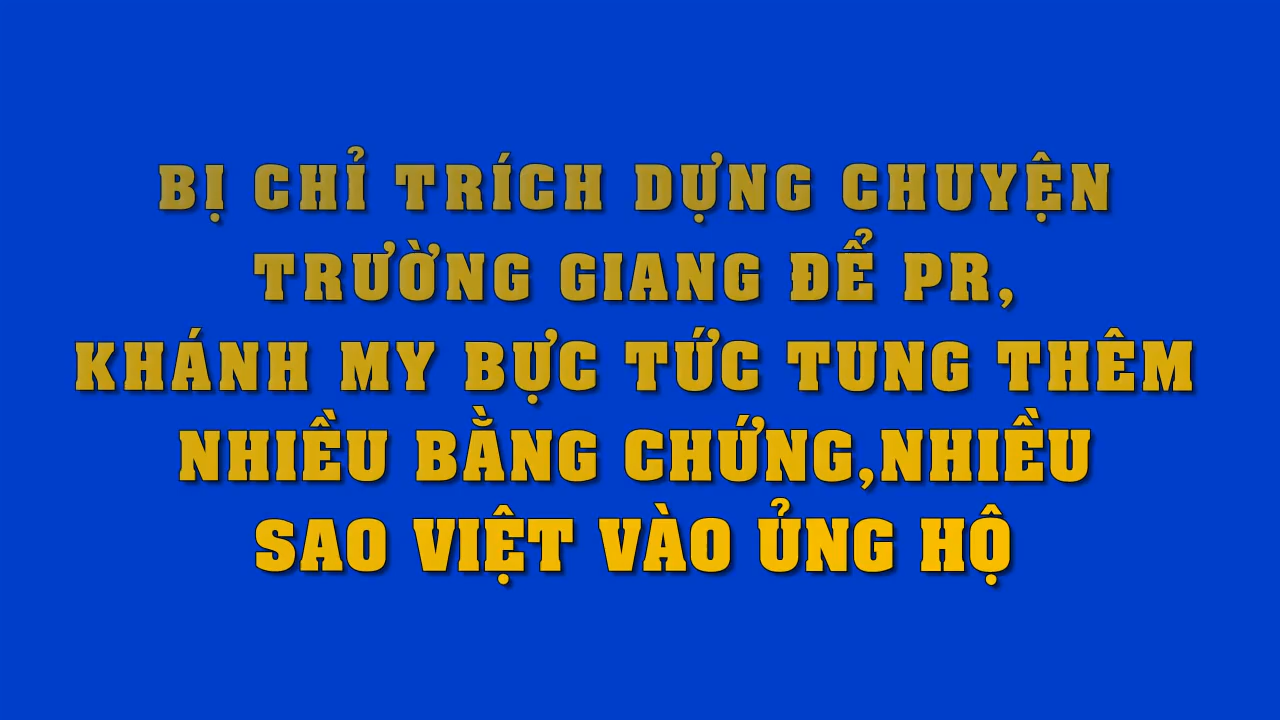 BỊ CHỈ TRÍCH DỰNG CHUYỆN
TRƯỜNG GIANG ĐỂ PR,
KHÁNH MY BỰC TỨC TUNG THÊM
NHIỀU BẰNG CHỨNG,NHIỀU
SAO VIỆT VÀO ỦNG HỘ